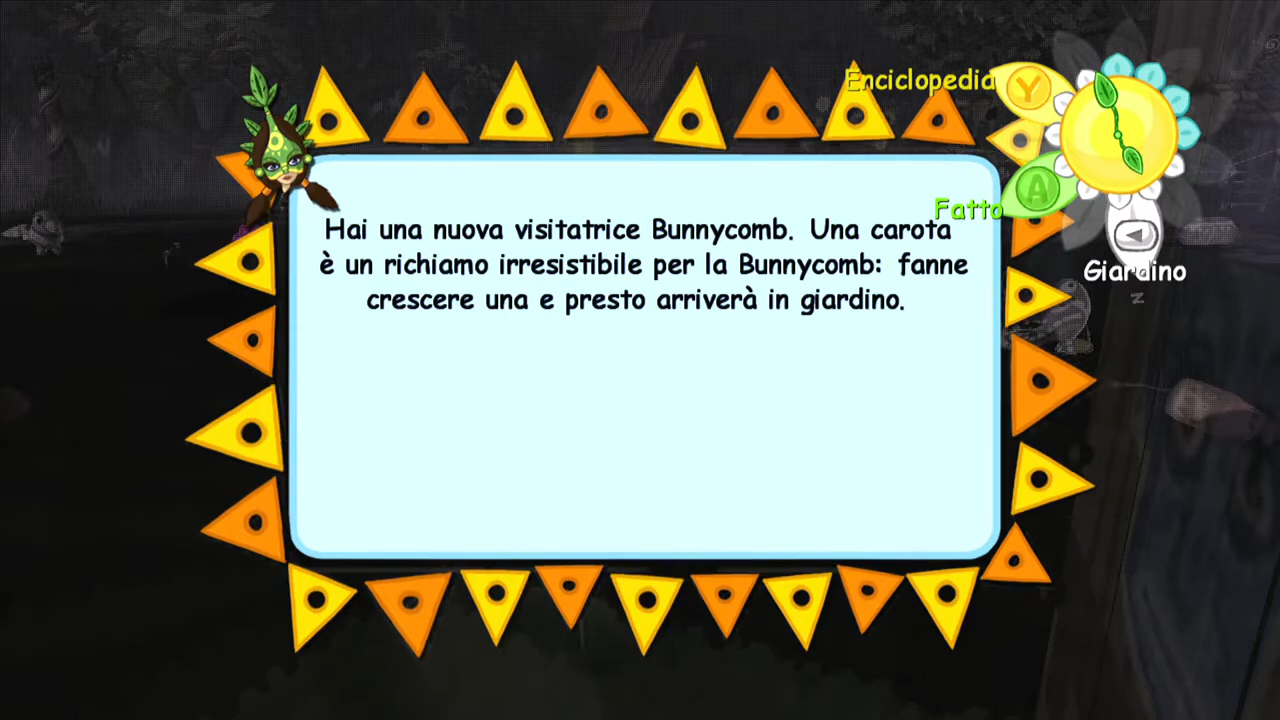 Enciclopedia
Y
A
Fatto
Giardino
z
Hai una nuova visitatrice Bunnycomb. Una carota
è un richiamo irresistibile per la Bunnycomb: fanne
crescere una e presto arriverà in giardino.